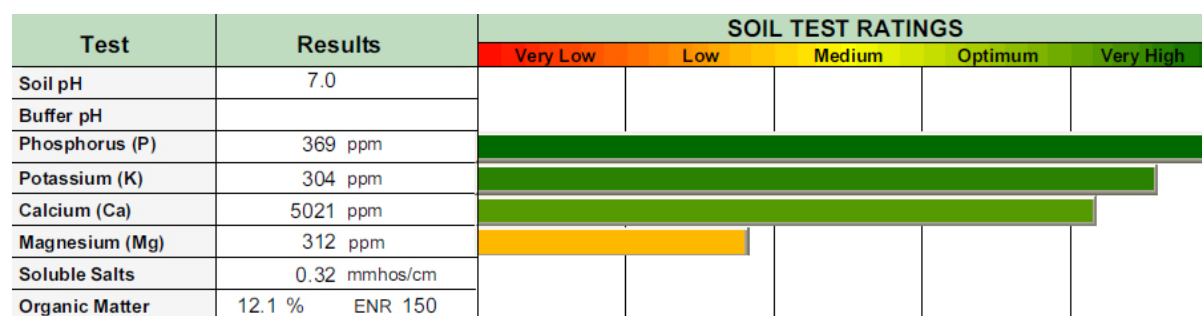 Test Results SOIL TEST RATINGS
Very Low Low Medium Optimum Very High
Soil pH 7.0
Buffer pH
Phosphorus (P) 369 ppm
Potassium (K) 304 ppm
Calcium (Ca) 5021 ppm
Magnesium (Mg) 312 ppm
Soluble Salts 0.32 mmhos/cm
Organic Matter 12.1 % ENR 150